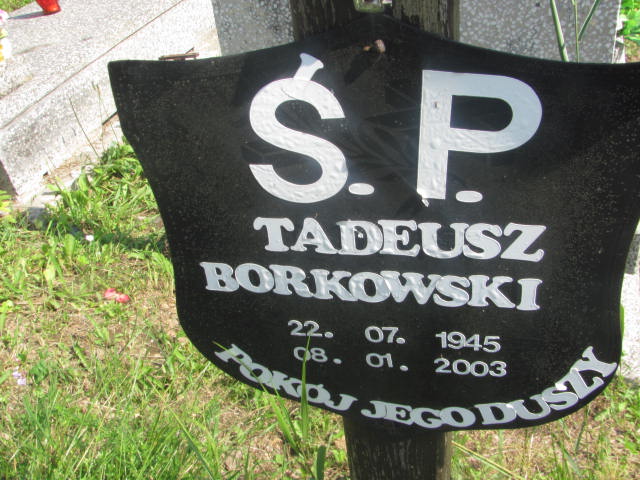 Ś.P.
TADEUSZ
BORKOWSKI
22. 07. 1945
08. 01. 2003
POKÓJ JEGO DUSZY